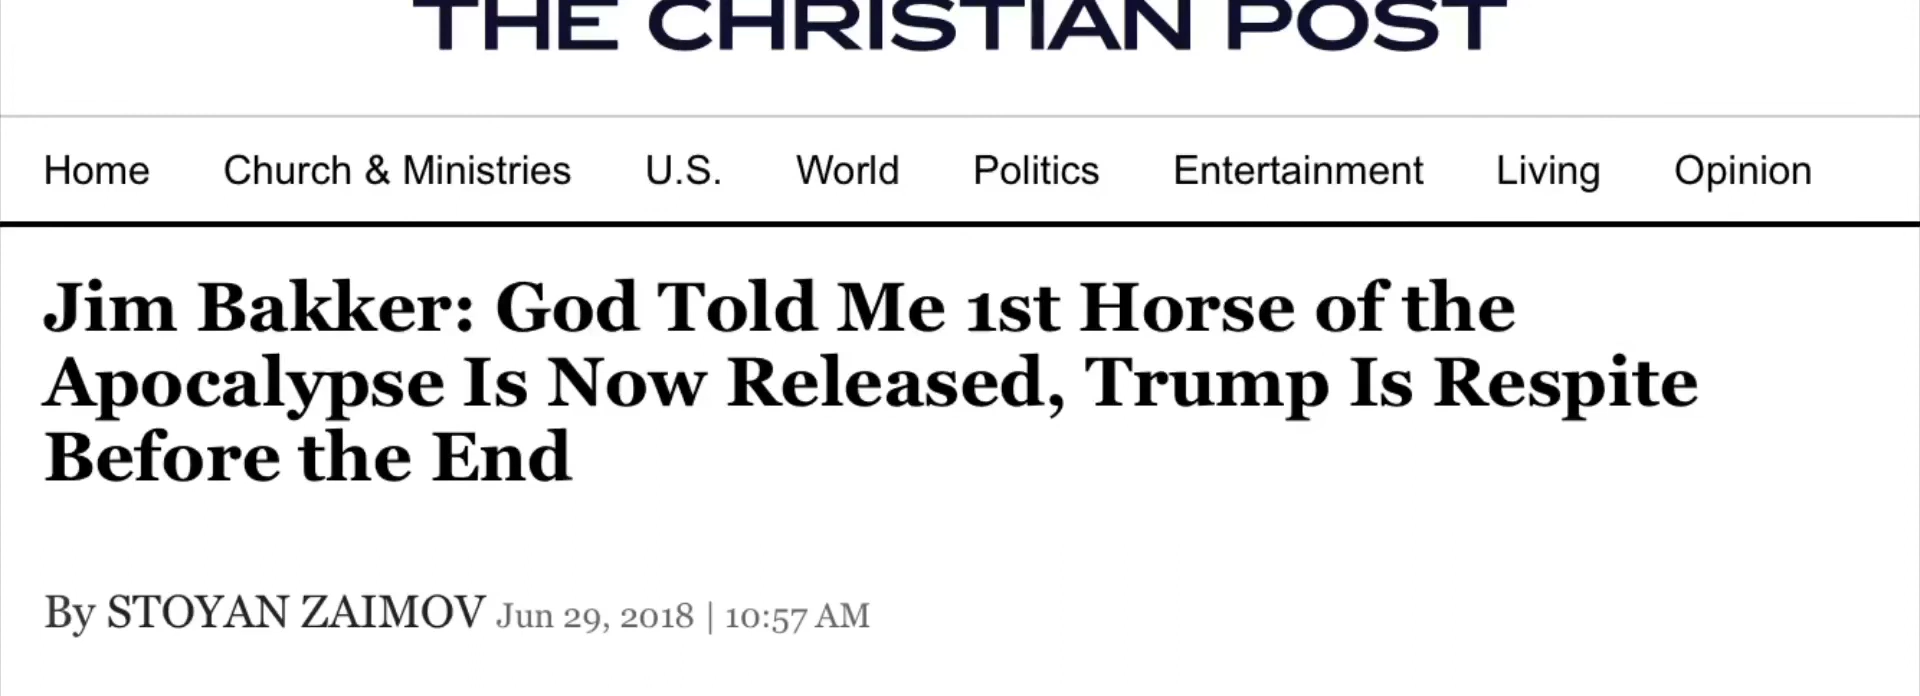 THE CHRISTIAN POST
Home Church & Ministries U.S. World Politics Entertainment Living Opinion
Jim Bakker: God Told Me 1st Horse of the
Apocalypse Is Now Released, Trump Is Respite
Before the End
By STOYAN ZAIMOV Jun 29, 2018 | 10:57 AM